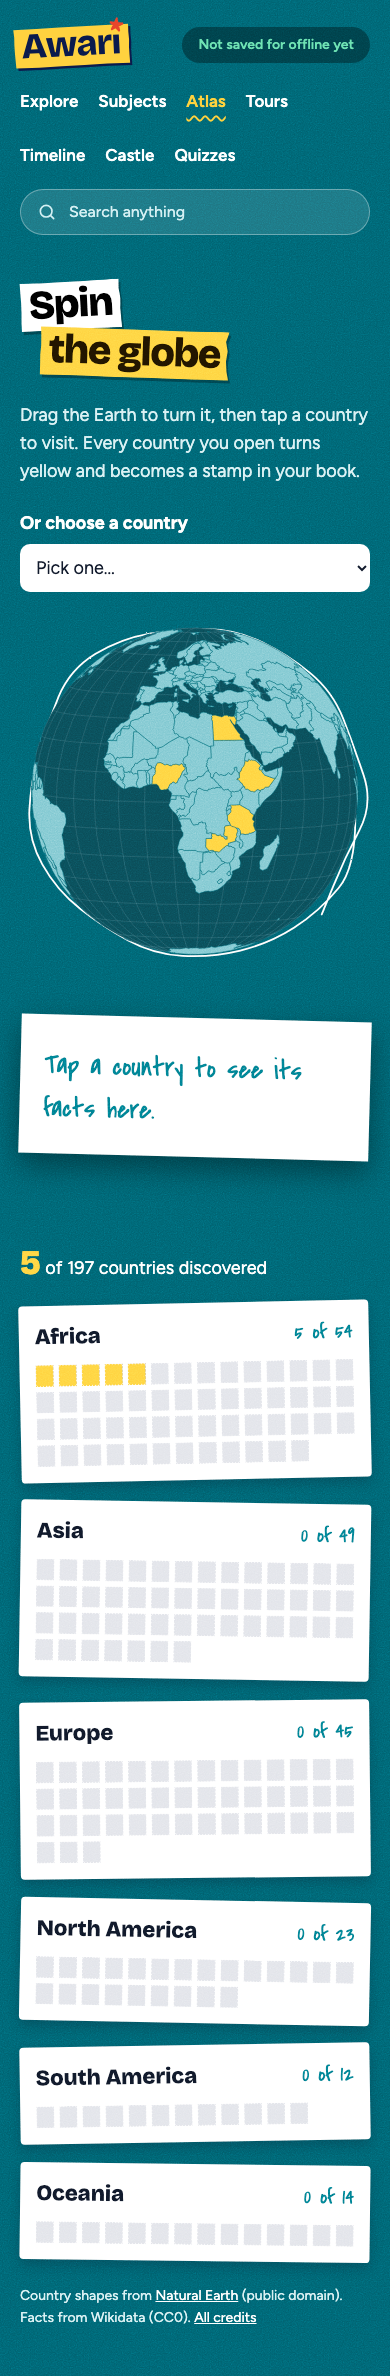 Awari
Not saved for offline yet
Explore Subjects Atlas Tours
Timeline Castle Quizzes
Search anything
Spin
the globe
Drag the Earth to turn it, then tap a country
to visit. Every country you open turns
yellow and becomes a stamp in your book.
Or choose a country
Pick one...
Tap a country to see its
facts here.
5 of 197 countries discovered
Africa 5 of 54
Asia 0 of 49
Europe 0 of 45
North America 0 of 23
South America 0 of 12
Oceania 0 of 14
Country shapes from Natural Earth (public domain).
Facts from Wikidata (CC0). All credits